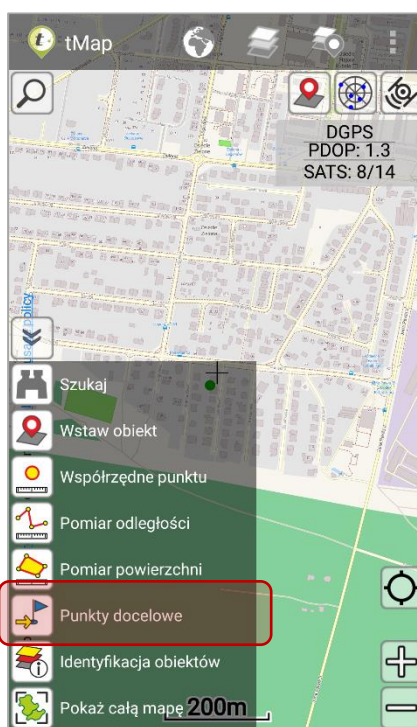 tMap
DGPS
PDOP: 1.3
SATS: 8/14
policy
Szukaj
Wstaw obiekt
Współrzędne punktu
Pomiar odległości
Pomiar powierzchni
Punkty docelowe
Identyfikacja obiektów
Pokaż całą mapę
200m